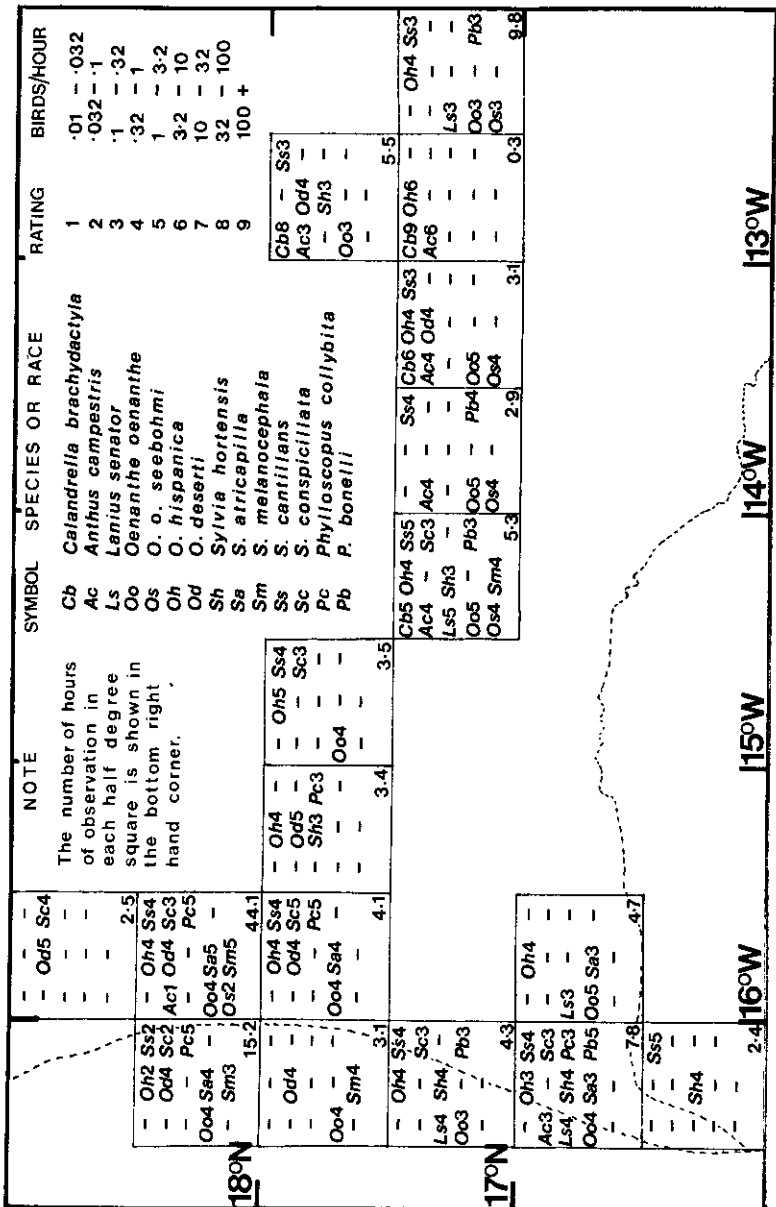 NOTE
The number of hours
of observation in
each half degree
square is shown in
the bottom right
hand corner.
SYMBOL SPECIES OR RACE
Cb Calandrella brachydactyla
Ac Anthus campestris
Ls Lanius senator
Oo Oenanthe oenanthe
Os O. o. seebohmi
Oh O. hispanica
Od O. deserti
Sh Sylvia hortensis
Sa S. atricapilla
Sm S. melanocephala
Ss S. cantillans
Sc S. conspicillata
Pc Phylloscopus collybita
Pb P. bonelli
RATING BIRDS/HOUR
1 ·01 - ·032
2 ·032 - ·1
3 ·1 - ·32
4 ·32 - 1
5 1 - 3·2
6 3·2 - 10
7 10 - 32
8 32 - 100
9 100 +
- - -
- Od5 Sc4
- - -
- - -
- - -
2·5
- Oh2 Ss2
- Od4 Sc2
- - Pc5
Oo4 Sa4 -
- Sm3
15·2
- Oh4 Ss4
Ac1 Od4 Sc3
- - Pc5
Oo4 Sa5 -
Os2 Sm5
44·1
18°N
- - -
- Od4 -
- - -
Oo4 - -
- Sm4
3·1
- Oh4 Ss4
- Od4 Sc5
- - Pc5
Oo4 Sa4 -
- -
4·1
- Oh4 -
- Od5 -
- Sh3 Pc3
- - -
- -
3·4
- Oh5 Ss4
- - Sc3
- - -
Oo4 - -
- -
3·5
Cb8 - Ss3
Ac3 Od4 -
- Sh3 -
Oo3 - -
- -
5·5
- Oh4 Ss4
- - Sc3
Ls4 Sh4 -
Oo3 - Pb3
- -
4·3
Cb5 Oh4 Ss5
Ac4 - Sc3
Ls5 Sh3 -
Oo5 - Pb3
Os4 Sm4
5·3
- - Ss4
Ac4 - -
- - -
Oo5 - Pb4
Os4 -
2·9
Cb6 Oh4 Ss3
Ac4 Od4 -
- - -
Oo5 - -
Os4 -
3·1
Cb9 Oh6 -
Ac6 - -
- - -
- - -
- -
0·3
- Oh4 Ss3
- - -
Ls3 - -
Oo3 - Pb3
Os3 -
9·8
17°N
- Oh3 Ss4
Ac3 - Sc3
Ls4 Sh4 Pc3
Oo4 Sa3 Pb5
- -
7·8
- Oh4 -
- - -
Ls3 - -
Oo5 Sa3 -
- -
4·7
- - Ss5
- - -
- Sh4 -
- - -
- -
2·4
16°W 15°W 14°W 13°W